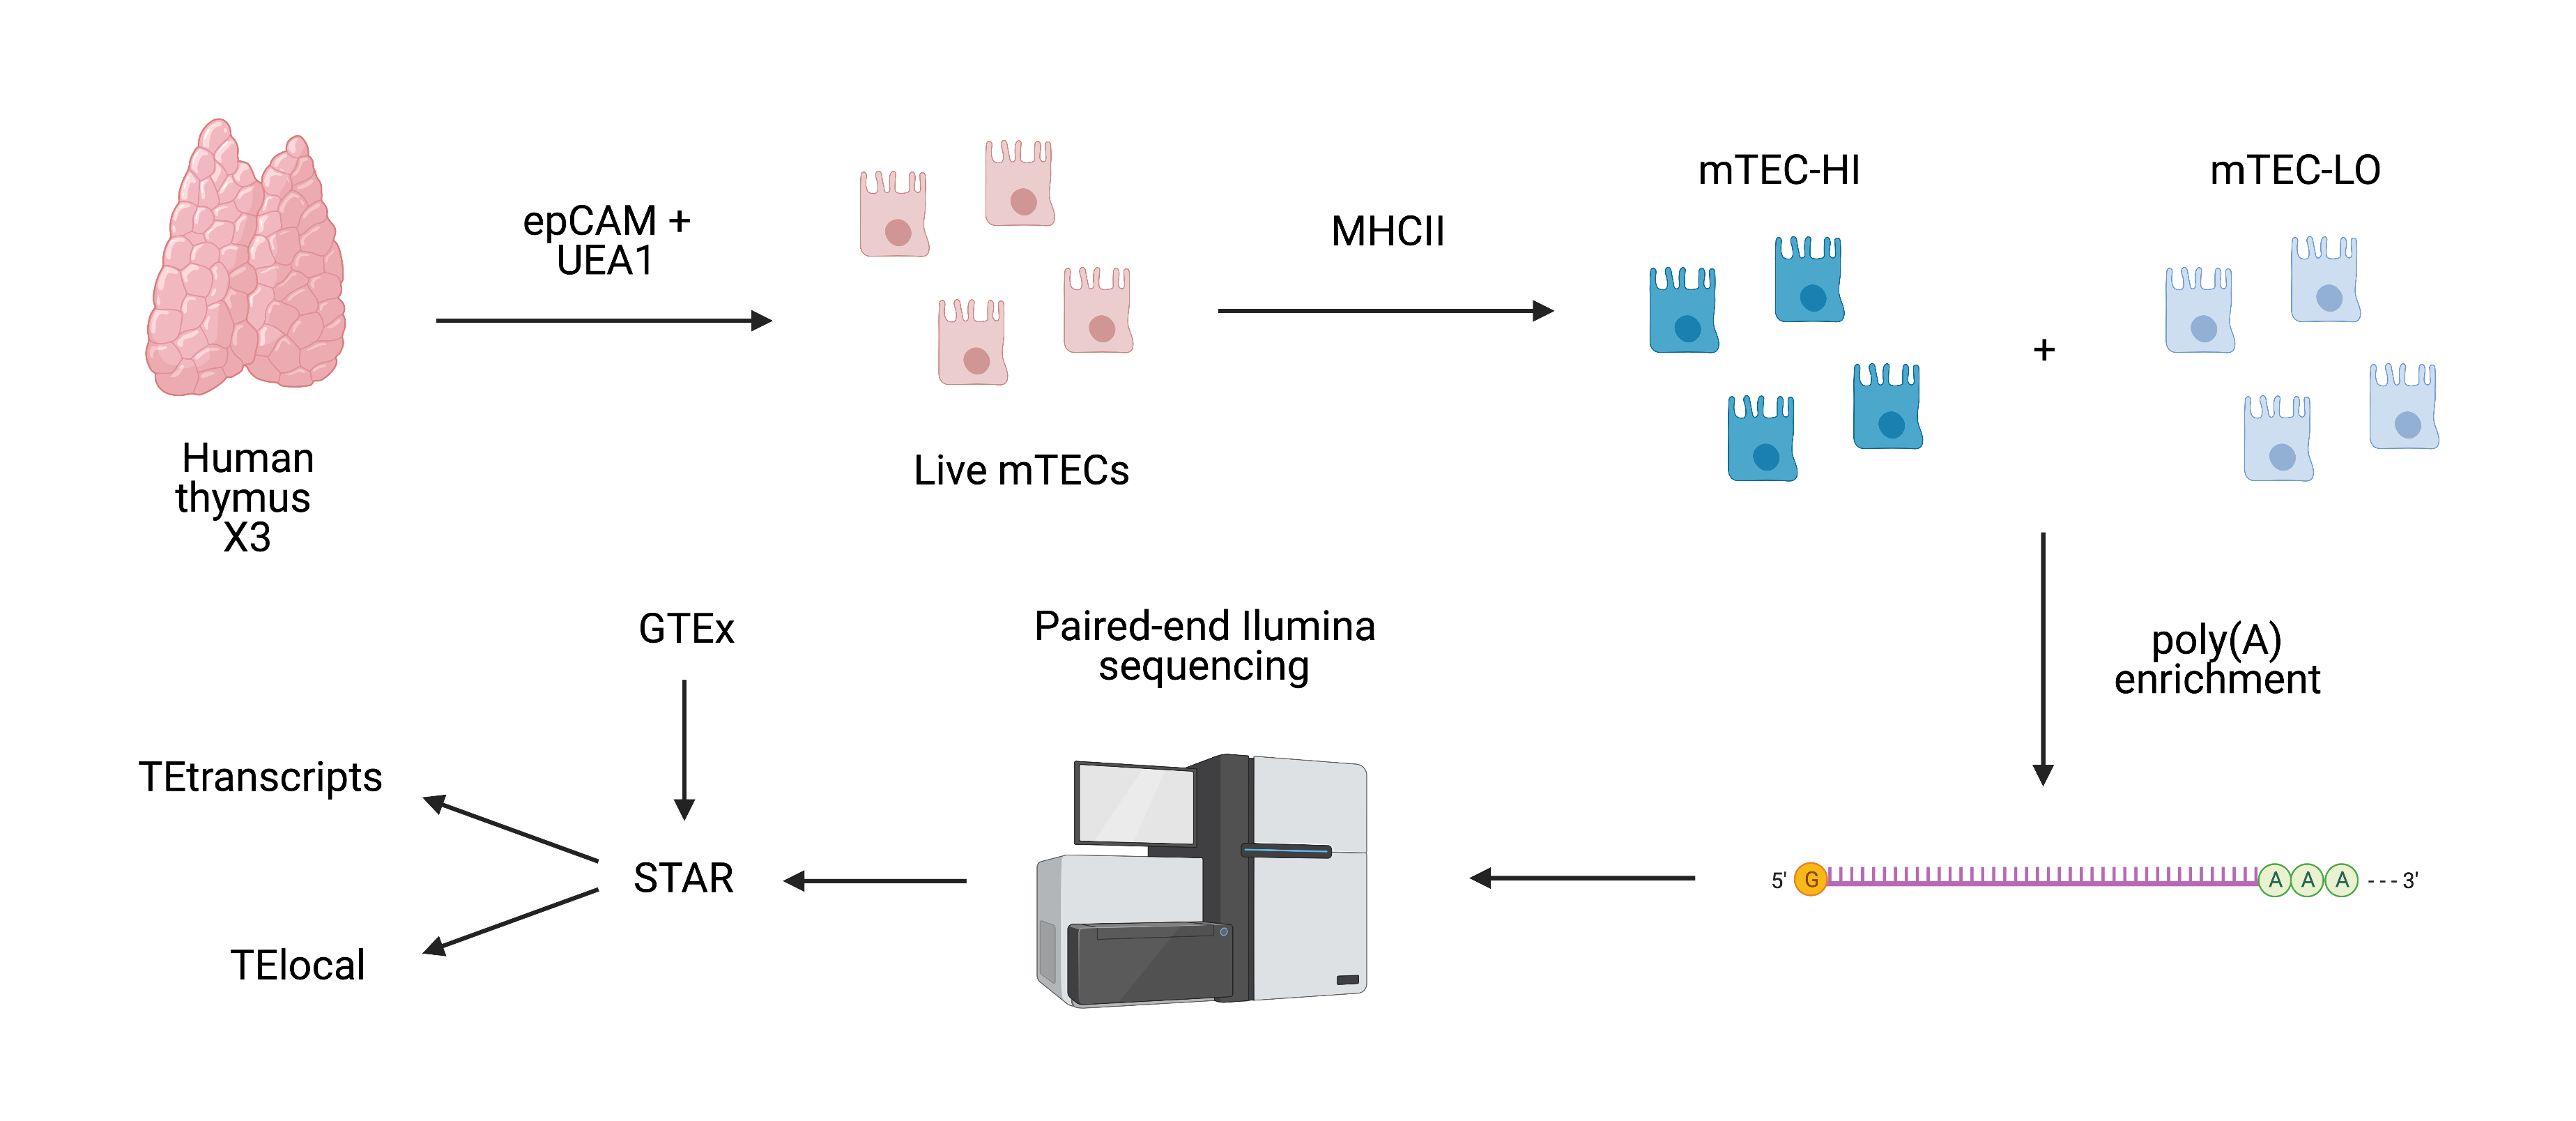 Human
thymus
X3
epCAM +
UEA1
Live mTECs
MHCII
mTEC-HI
+
mTEC-LO
poly(A)
enrichment
5' G A A A ---3'
Paired-end Ilumina
sequencing
GTEx
STAR
TEtranscripts
TElocal